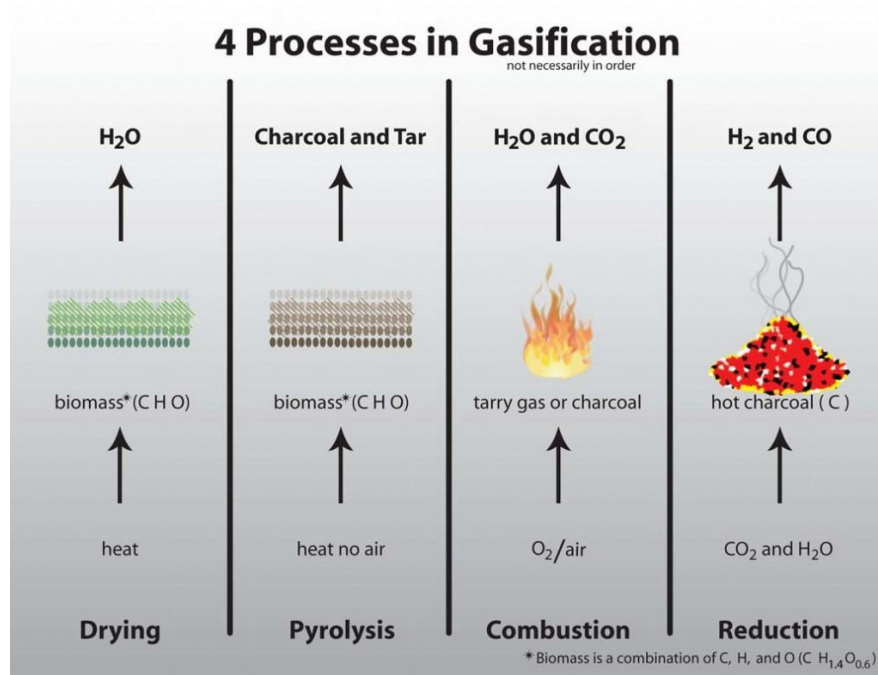 4 Processes in Gasification
not necessarily in order
H₂O
Charcoal and Tar
H₂O and CO₂
H₂ and CO
biomass*(C H O)
biomass*(C H O)
tarry gas or charcoal
hot charcoal ( C )
heat
heat no air
O₂/air
CO₂ and H₂O
Drying
Pyrolysis
Combustion
Reduction
* Biomass is a combination of C, H, and O (C H₁.₄O₀.₆)